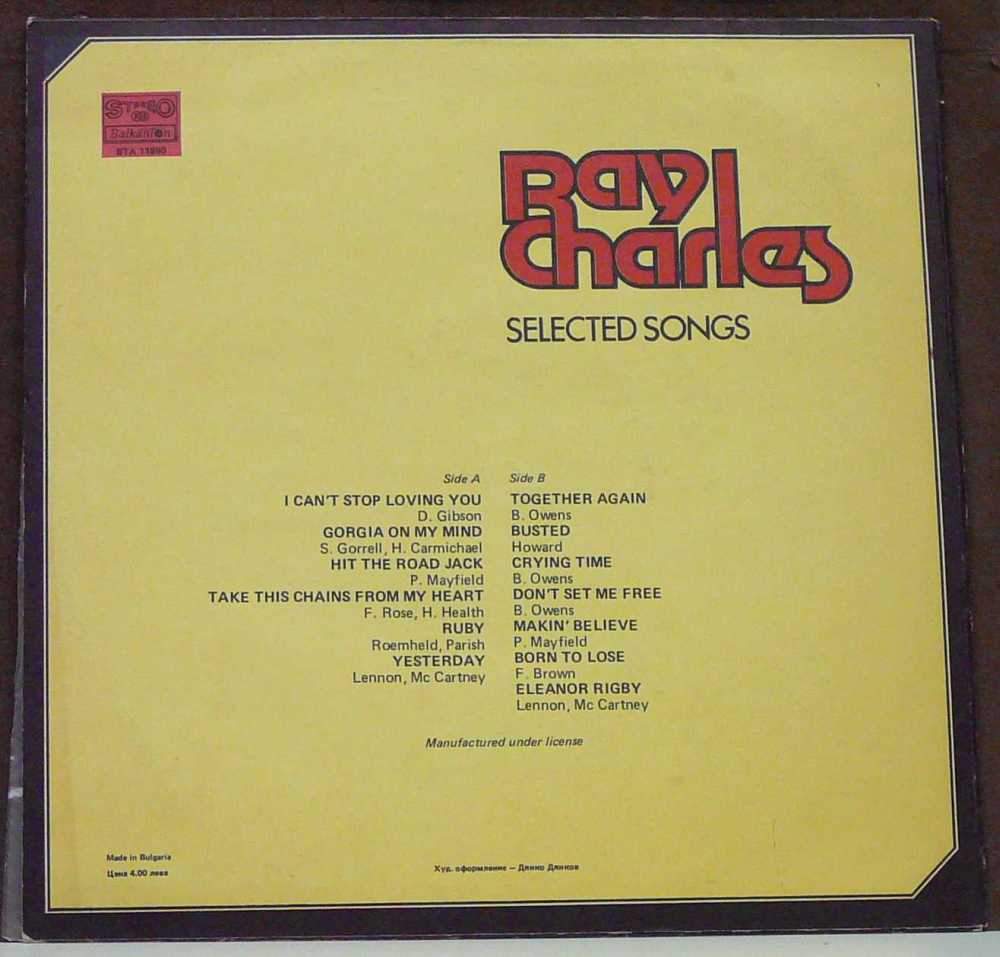 STEREO
Balkanton
BTA 11890
Ray
Charles
SELECTED SONGS
Side A
I CAN'T STOP LOVING YOU
D. Gibson
GORGIA ON MY MIND
S. Gorrell, H. Carmichael
HIT THE ROAD JACK
P. Mayfield
TAKE THIS CHAINS FROM MY HEART
F. Rose, H. Health
RUBY
Roemheld, Parish
YESTERDAY
Lennon, Mc Cartney
Side B
TOGETHER AGAIN
B. Owens
BUSTED
Howard
CRYING TIME
B. Owens
DON'T SET ME FREE
B. Owens
MAKIN' BELIEVE
P. Mayfield
BORN TO LOSE
F. Brown
ELEANOR RIGBY
Lennon, Mc Cartney
Manufactured under license
Made in Bulgaria
Цена 4.00 лева
Худ. оформление — Дянко Дянков